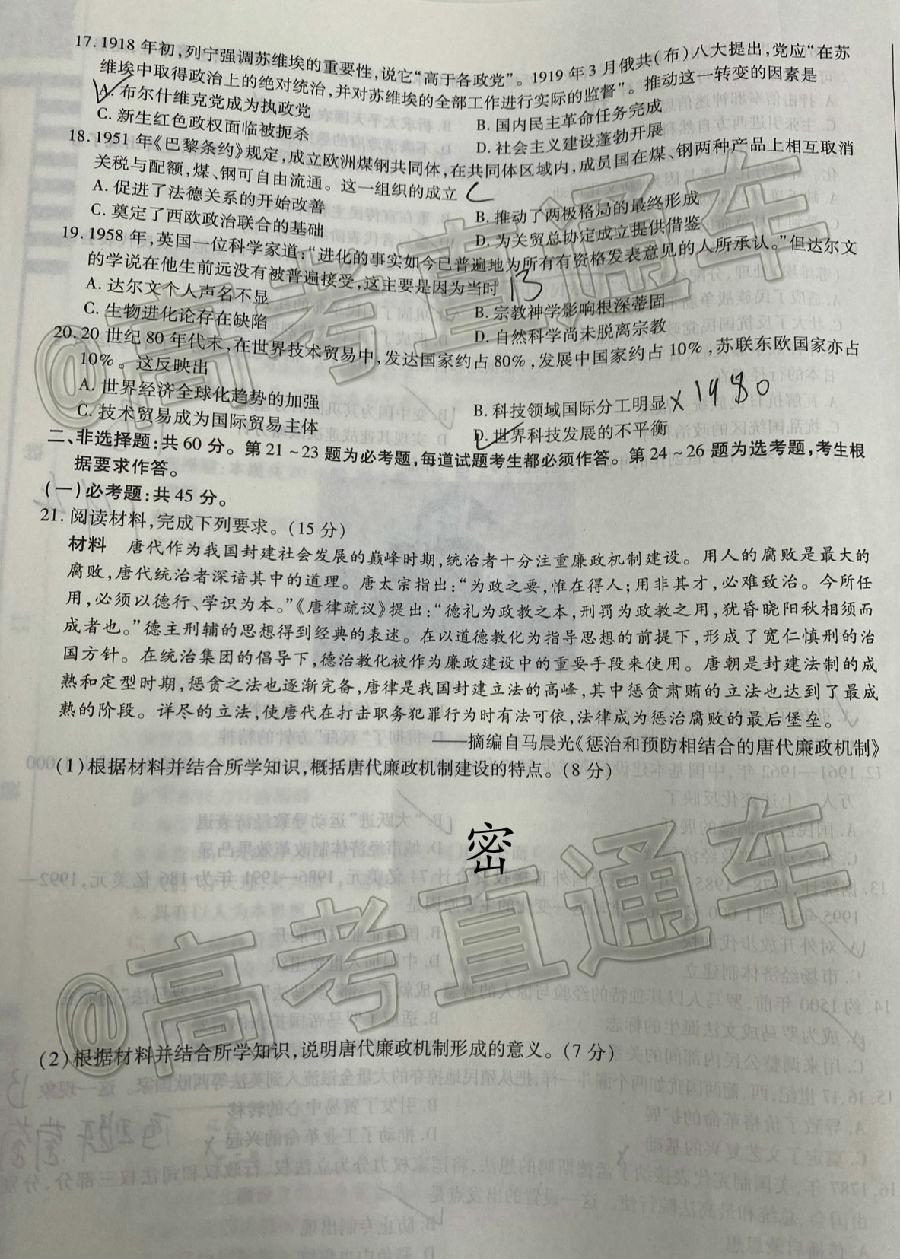 17. 1918 年初,列宁强调苏维埃的重要性,说它“高于各政党”。1919 年 3 月俄共(布)八大提出,党应“在苏
维埃中取得政治上的绝对统治,并对苏维埃的全部工作进行实际的监督”。推动这一转变的因素是
A. 布尔什维克党成为执政党
B. 国内民主革命任务完成
C. 新生红色政权面临被扼杀
D. 社会主义建设蓬勃开展
18. 1951 年《巴黎条约》规定,成立欧洲煤钢共同体,在共同体区域内,成员国在煤、钢两种产品上相互取消
关税与配额,煤、钢可自由流通。这一组织的成立 C
A. 促进了法德关系的开始改善
B. 推动了两极格局的最终形成
C. 奠定了西欧政治联合的基础
D. 为关贸总协定成立提供借鉴
19. 1958 年,英国一位科学家道:“进化的事实如今已普遍地为所有有资格发表意见的人所承认。”但达尔文
的学说在他生前远没有被普遍接受,这主要是因为当时 B
A. 达尔文个人声名不显
B. 宗教神学影响根深蒂固
C. 生物进化论存在缺陷
D. 自然科学尚未脱离宗教
20. 20 世纪 80 年代末,在世界技术贸易中,发达国家约占 80%,发展中国家约占 10%,苏联东欧国家亦占
10%。这反映出
A. 世界经济全球化趋势的加强
B. 科技领域国际分工明显 × 1980
C. 技术贸易成为国际贸易主体
D. 世界科技发展的不平衡
二、非选择题:共 60 分。第 21~23 题为必考题,每道试题考生都必须作答。第 24~26 题为选考题,考生根
据要求作答。
(一)必考题:共 45 分。
21. 阅读材料,完成下列要求。(15 分)
材料 唐代作为我国封建社会发展的巅峰时期,统治者十分注重廉政机制建设。用人的腐败是最大的
腐败,唐代统治者深谙其中的道理。唐太宗指出:“为政之要,惟在得人;用非其才,必难致治。今所任
用,必须以德行、学识为本。”《唐律疏议》提出:“德礼为政教之本,刑罚为政教之用,犹昏晓阳秋相须而
成者也。”德主刑辅的思想得到经典的表述。在以道德教化为指导思想的前提下,形成了宽仁慎刑的治
国方针。在统治集团的倡导下,德治教化被作为廉政建设中的重要手段来使用。唐朝是封建法制的成
熟和定型时期,惩贪之法也逐渐完备,唐律是我国封建立法的高峰,其中惩贪肃贿的立法也达到了最成
熟的阶段。详尽的立法,使唐代在打击职务犯罪行为时有法可依,法律成为惩治腐败的最后堡垒。
——摘编自马晨光《惩治和预防相结合的唐代廉政机制》
(1)根据材料并结合所学知识,概括唐代廉政机制建设的特点。(8 分)
密
@高考直通车
@高考直通车
(2)根据材料并结合所学知识,说明唐代廉政机制形成的意义。(7 分)